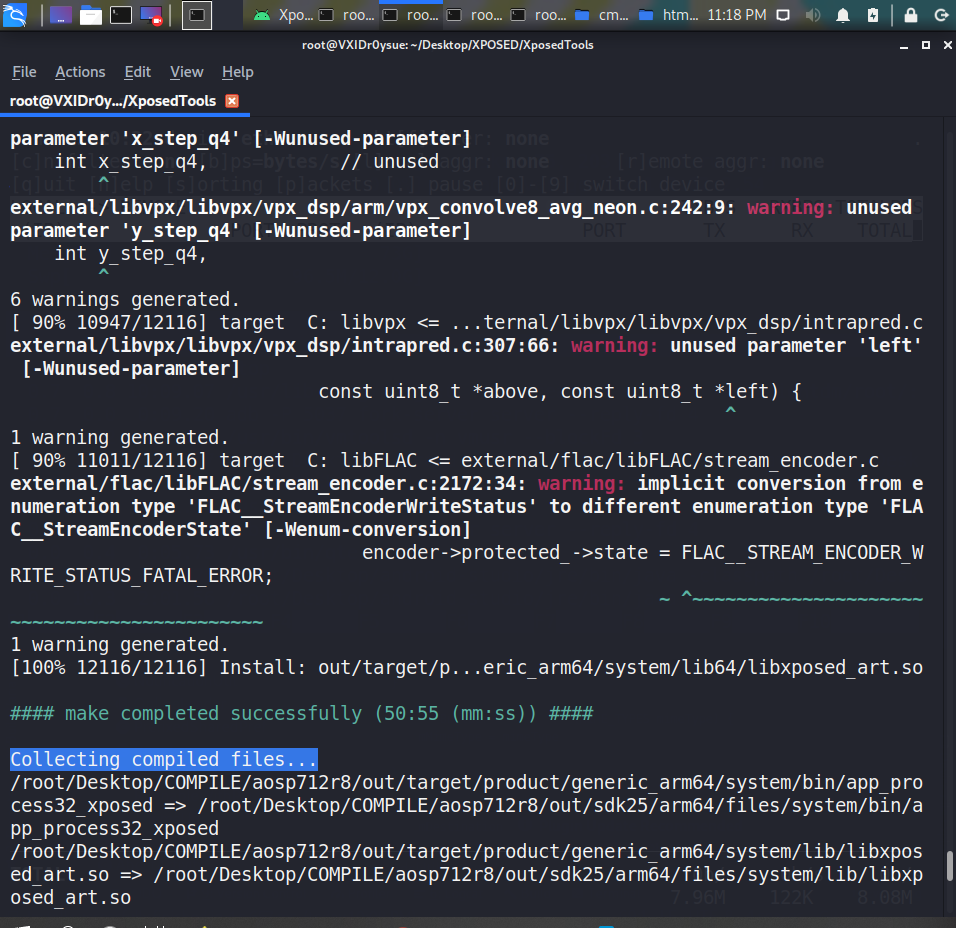 Xpo... roo... roo... roo... roo... cm... htm... 11:18 PM
root@VXIDr0ysue: ~/Desktop/XPOSED/XposedTools
File Actions Edit View Help
root@VXIDr0y.../XposedTools
parameter 'x_step_q4' [-Wunused-parameter]
int x_step_q4, // unused
^
external/libvpx/libvpx/vpx_dsp/arm/vpx_convolve8_avg_neon.c:242:9: warning: unused
parameter 'y_step_q4' [-Wunused-parameter]
int y_step_q4,
^
6 warnings generated.
[ 90% 10947/12116] target C: libvpx <= ...ternal/libvpx/libvpx/vpx_dsp/intrapred.c
external/libvpx/libvpx/vpx_dsp/intrapred.c:307:66: warning: unused parameter 'left'
[-Wunused-parameter]
const uint8_t *above, const uint8_t *left) {
^
1 warning generated.
[ 90% 11011/12116] target C: libFLAC <= external/flac/libFLAC/stream_encoder.c
external/flac/libFLAC/stream_encoder.c:2172:34: warning: implicit conversion from e
numeration type 'FLAC__StreamEncoderWriteStatus' to different enumeration type 'FLA
C__StreamEncoderState' [-Wenum-conversion]
encoder->protected_->state = FLAC__STREAM_ENCODER_W
RITE_STATUS_FATAL_ERROR;
~ ^~~~~~~~~~~~~~~~~~~~~~
~~~~~~~~~~~~~~~~~~~~~~~
1 warning generated.
[100% 12116/12116] Install: out/target/p...eric_arm64/system/lib64/libxposed_art.so
#### make completed successfully (50:55 (mm:ss)) ####
Collecting compiled files...
/root/Desktop/COMPILE/aosp712r8/out/target/product/generic_arm64/system/bin/app_pro
cess32_xposed => /root/Desktop/COMPILE/aosp712r8/out/sdk25/arm64/files/system/bin/a
pp_process32_xposed
/root/Desktop/COMPILE/aosp712r8/out/target/product/generic_arm64/system/lib/libxpos
ed_art.so => /root/Desktop/COMPILE/aosp712r8/out/sdk25/arm64/files/system/lib/libxp
osed_art.so
7.96M 122K 8.08M